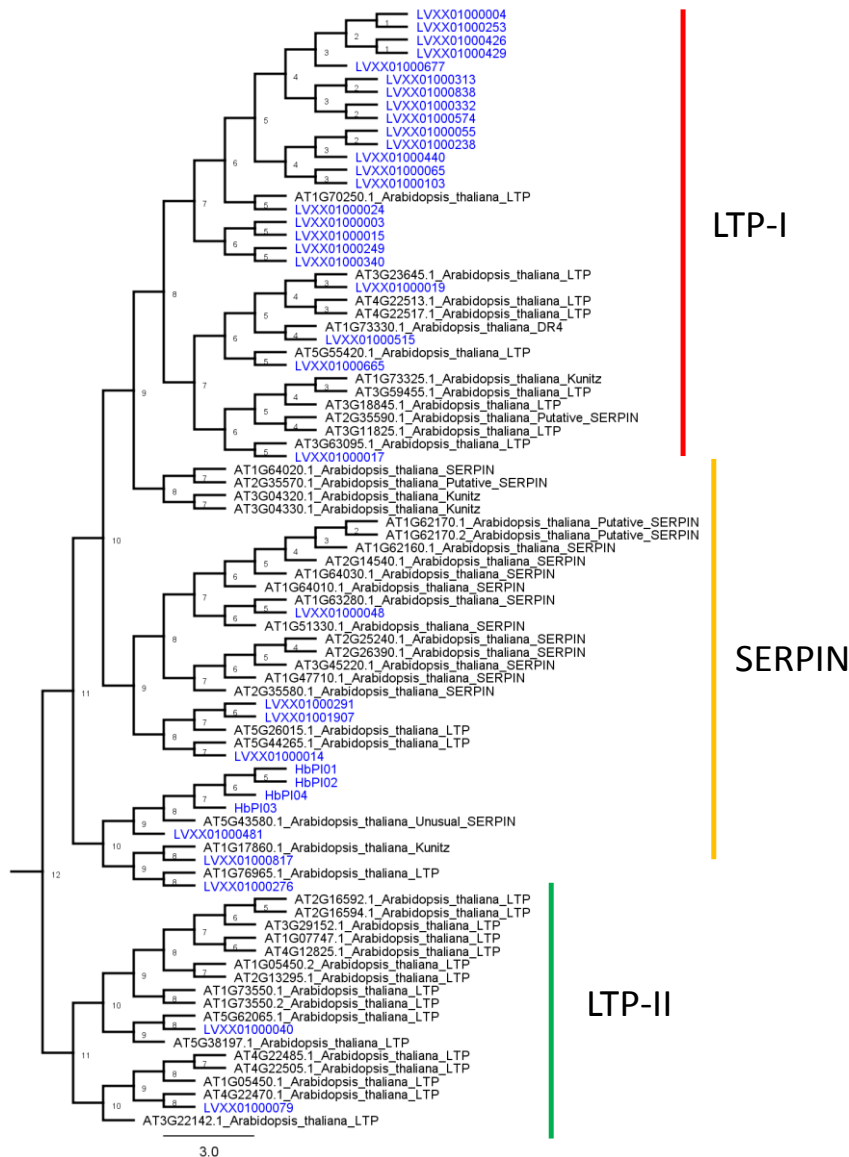 LVXX01000004
LVXX01000253
LVXX01000426
LVXX01000429
LVXX01000677
LVXX01000313
LVXX01000838
LVXX01000332
LVXX01000574
LVXX01000055
LVXX01000238
LVXX01000440
LVXX01000065
LVXX01000103
AT1G70250.1_Arabidopsis_thaliana_LTP
LVXX01000024
LVXX01000003
LVXX01000015
LVXX01000249
LVXX01000340
AT3G23645.1_Arabidopsis_thaliana_LTP
LVXX01000019
AT4G22513.1_Arabidopsis_thaliana_LTP
AT4G22517.1_Arabidopsis_thaliana_LTP
AT1G73330.1_Arabidopsis_thaliana_DR4
LVXX01000515
AT5G55420.1_Arabidopsis_thaliana_LTP
LVXX01000665
AT1G73325.1_Arabidopsis_thaliana_Kunitz
AT3G59455.1_Arabidopsis_thaliana_LTP
AT3G18845.1_Arabidopsis_thaliana_LTP
AT2G35590.1_Arabidopsis_thaliana_Putative_SERPIN
AT3G11825.1_Arabidopsis_thaliana_LTP
AT3G63095.1_Arabidopsis_thaliana_LTP
LVXX01000017
LTP-I
AT1G64020.1_Arabidopsis_thaliana_SERPIN
AT2G35570.1_Arabidopsis_thaliana_Putative_SERPIN
AT3G04320.1_Arabidopsis_thaliana_Kunitz
AT3G04330.1_Arabidopsis_thaliana_Kunitz
AT1G62170.1_Arabidopsis_thaliana_Putative_SERPIN
AT1G62170.2_Arabidopsis_thaliana_Putative_SERPIN
AT1G62160.1_Arabidopsis_thaliana_SERPIN
AT2G14540.1_Arabidopsis_thaliana_SERPIN
AT1G64030.1_Arabidopsis_thaliana_SERPIN
AT1G64010.1_Arabidopsis_thaliana_SERPIN
AT1G63280.1_Arabidopsis_thaliana_SERPIN
LVXX01000048
AT1G51330.1_Arabidopsis_thaliana_SERPIN
AT2G25240.1_Arabidopsis_thaliana_SERPIN
AT2G26390.1_Arabidopsis_thaliana_SERPIN
AT3G45220.1_Arabidopsis_thaliana_SERPIN
AT1G47710.1_Arabidopsis_thaliana_SERPIN
AT2G35580.1_Arabidopsis_thaliana_SERPIN
LVXX01000291
LVXX01001907
AT5G26015.1_Arabidopsis_thaliana_LTP
AT5G44265.1_Arabidopsis_thaliana_LTP
LVXX01000014
HbPI01
HbPI02
HbPI04
HbPI03
AT5G43580.1_Arabidopsis_thaliana_Unusual_SERPIN
LVXX01000481
AT1G17860.1_Arabidopsis_thaliana_Kunitz
LVXX01000817
AT1G76965.1_Arabidopsis_thaliana_LTP
LVXX01000276
SERPIN
AT2G16592.1_Arabidopsis_thaliana_LTP
AT2G16594.1_Arabidopsis_thaliana_LTP
AT3G29152.1_Arabidopsis_thaliana_LTP
AT1G07747.1_Arabidopsis_thaliana_LTP
AT4G12825.1_Arabidopsis_thaliana_LTP
AT1G05450.2_Arabidopsis_thaliana_LTP
AT2G13295.1_Arabidopsis_thaliana_LTP
AT1G73550.1_Arabidopsis_thaliana_LTP
AT1G73550.2_Arabidopsis_thaliana_LTP
AT5G62065.1_Arabidopsis_thaliana_LTP
LVXX01000040
AT5G38197.1_Arabidopsis_thaliana_LTP
AT4G22485.1_Arabidopsis_thaliana_LTP
AT4G22505.1_Arabidopsis_thaliana_LTP
AT1G05450.1_Arabidopsis_thaliana_LTP
AT4G22470.1_Arabidopsis_thaliana_LTP
LVXX01000079
AT3G22142.1_Arabidopsis_thaliana_LTP
LTP-II
3.0